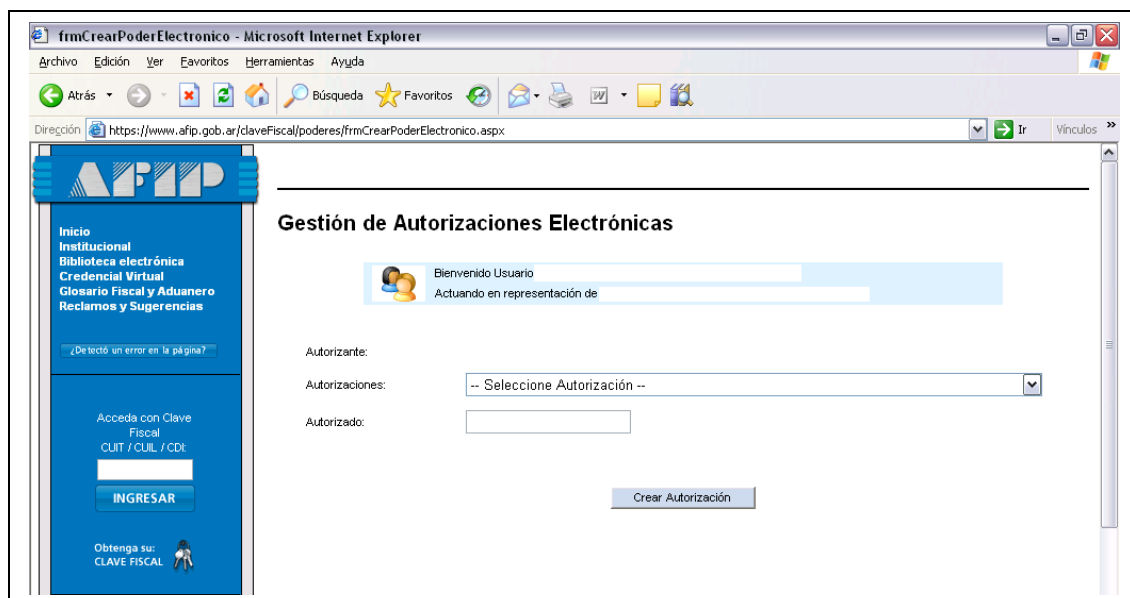 frmCrearPoderElectronico - Microsoft Internet Explorer
Archivo Edición Ver Favoritos Herramientas Ayuda
Atrás Búsqueda Favoritos
Dirección https://www.afip.gob.ar/claveFiscal/poderes/frmCrearPoderElectronico.aspx Ir Vínculos »
AFIP
Gestión de Autorizaciones Electrónicas
Inicio
Institucional
Biblioteca electrónica
Credencial Virtual
Glosario Fiscal y Aduanero
Reclamos y Sugerencias
¿Detectó un error en la página?
Acceda con Clave
Fiscal
CUIT / CUIL / CDI:
INGRESAR
Obtenga su:
CLAVE FISCAL
Bienvenido Usuario
Actuando en representación de
Autorizante:
Autorizaciones: -- Seleccione Autorización --
Autorizado:
Crear Autorización